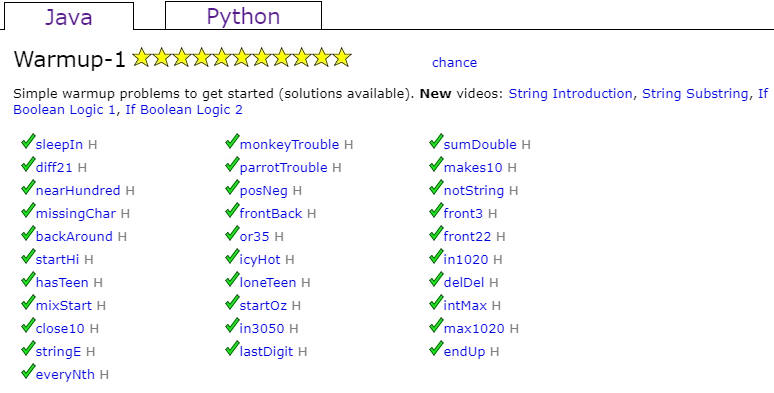 Java Python
Warmup-1 chance
Simple warmup problems to get started (solutions available). New videos: String Introduction, String Substring, If
Boolean Logic 1, If Boolean Logic 2
sleepIn H monkeyTrouble H sumDouble H
diff21 H parrotTrouble H makes10 H
nearHundred H posNeg H notString H
missingChar H frontBack H front3 H
backAround H or35 H front22 H
startHi H icyHot H in1020 H
hasTeen H loneTeen H delDel H
mixStart H startOz H intMax H
close10 H in3050 H max1020 H
stringE H lastDigit H endUp H
everyNth H